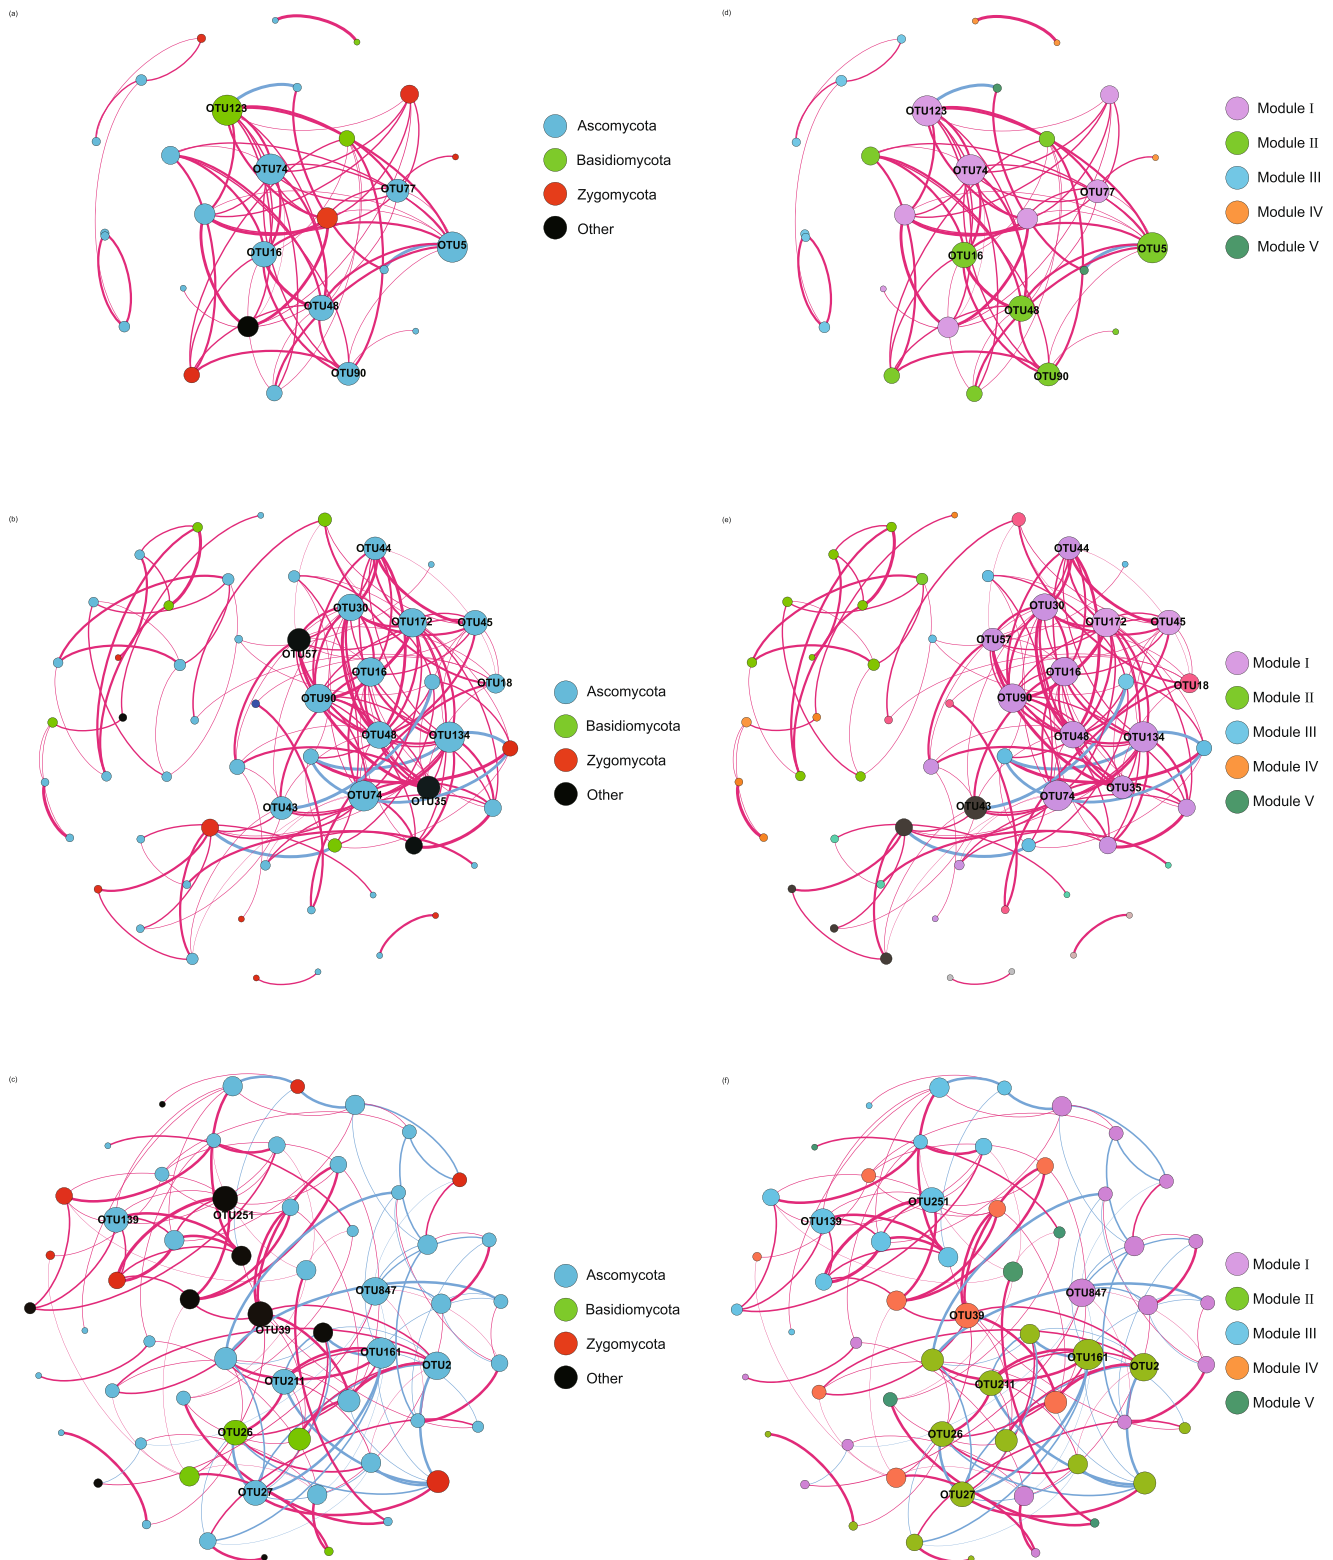 (a)
OTU123
OTU74
OTU77
OTU16
OTU5
OTU48
OTU90
Ascomycota
Basidiomycota
Zygomycota
Other
(d)
OTU123
OTU74
OTU77
OTU16
OTU5
OTU48
OTU90
Module I
Module II
Module III
Module IV
Module V
(b)
OTU44
OTU30
OTU172
OTU45
OTU57
OTU16
OTU18
OTU90
OTU48
OTU134
OTU74
OTU35
OTU43
Ascomycota
Basidiomycota
Zygomycota
Other
(e)
OTU44
OTU30
OTU172
OTU45
OTU57
OTU16
OTU18
OTU90
OTU48
OTU134
OTU35
OTU74
OTU43
Module I
Module II
Module III
Module IV
Module V
(c)
OTU251
OTU139
OTU847
OTU39
OTU161
OTU2
OTU211
OTU26
OTU27
Ascomycota
Basidiomycota
Zygomycota
Other
(f)
OTU251
OTU139
OTU847
OTU39
OTU161
OTU2
OTU211
OTU26
OTU27
Module I
Module II
Module III
Module IV
Module V